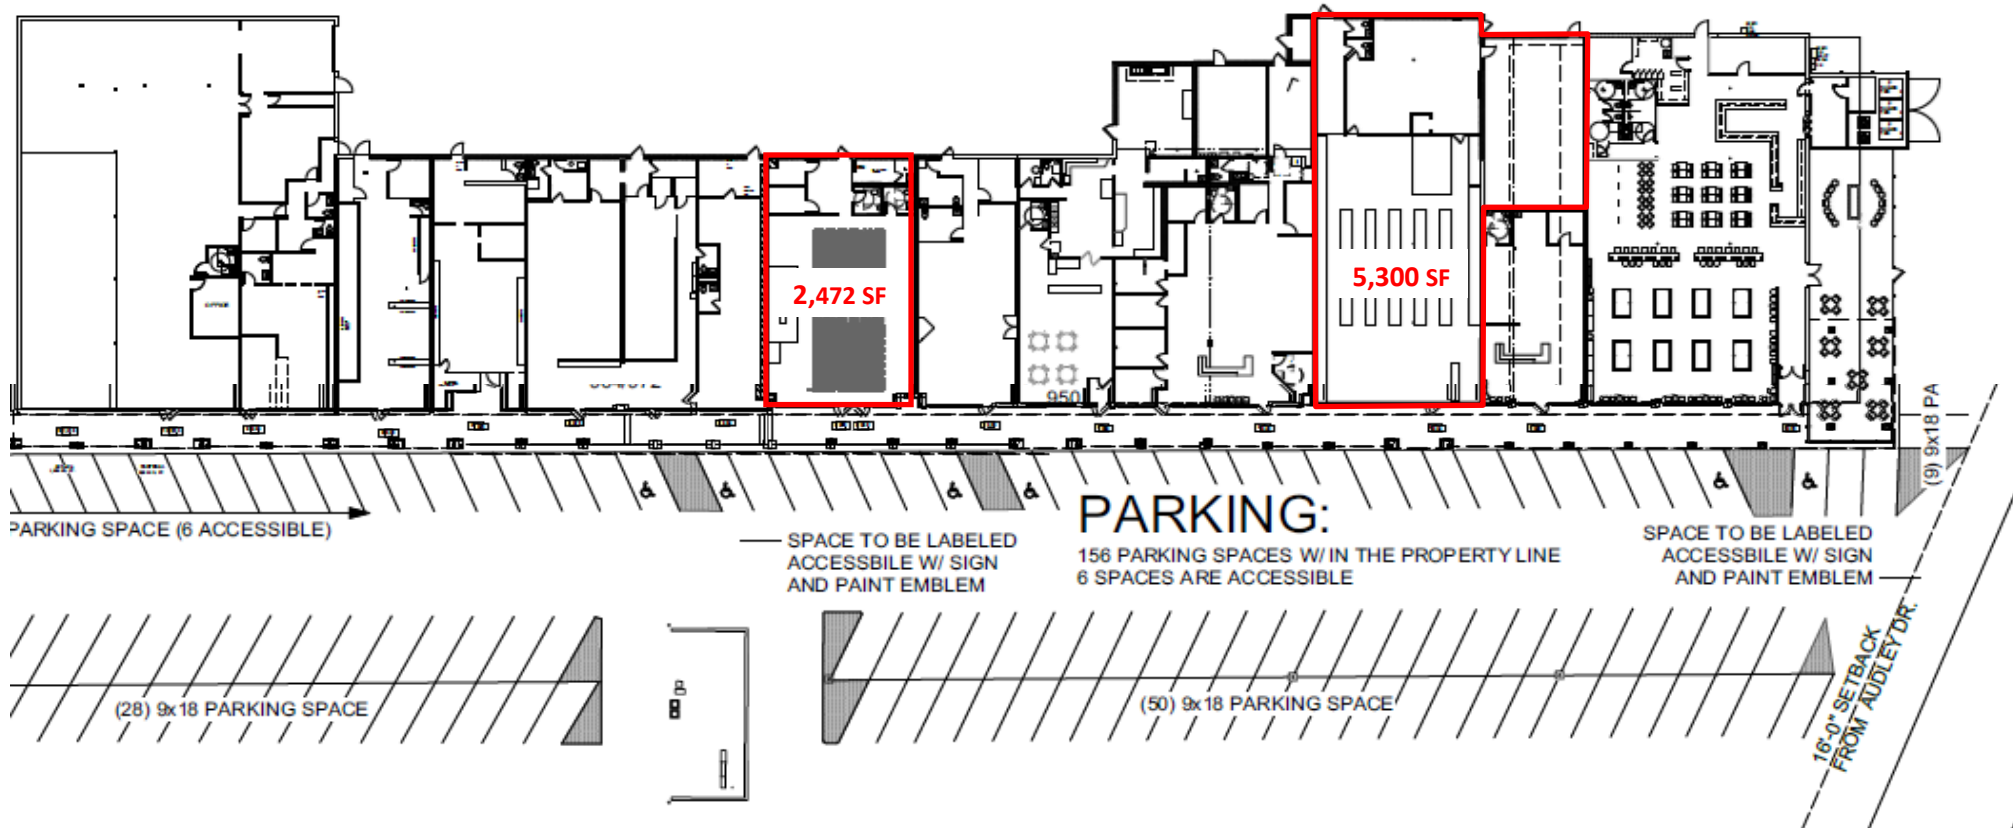 2,472 SF
5,300 SF
OFFICE
950
(9) 9x18 PA
PARKING SPACE (6 ACCESSIBLE)
SPACE TO BE LABELED
ACCESSBILE W/ SIGN
AND PAINT EMBLEM
PARKING:
156 PARKING SPACES W/ IN THE PROPERTY LINE
6 SPACES ARE ACCESSIBLE
SPACE TO BE LABELED
ACCESSBILE W/ SIGN
AND PAINT EMBLEM
(28) 9x18 PARKING SPACE
(50) 9x18 PARKING SPACE
16'-0" SETBACK
FROM AUDLEY DR.